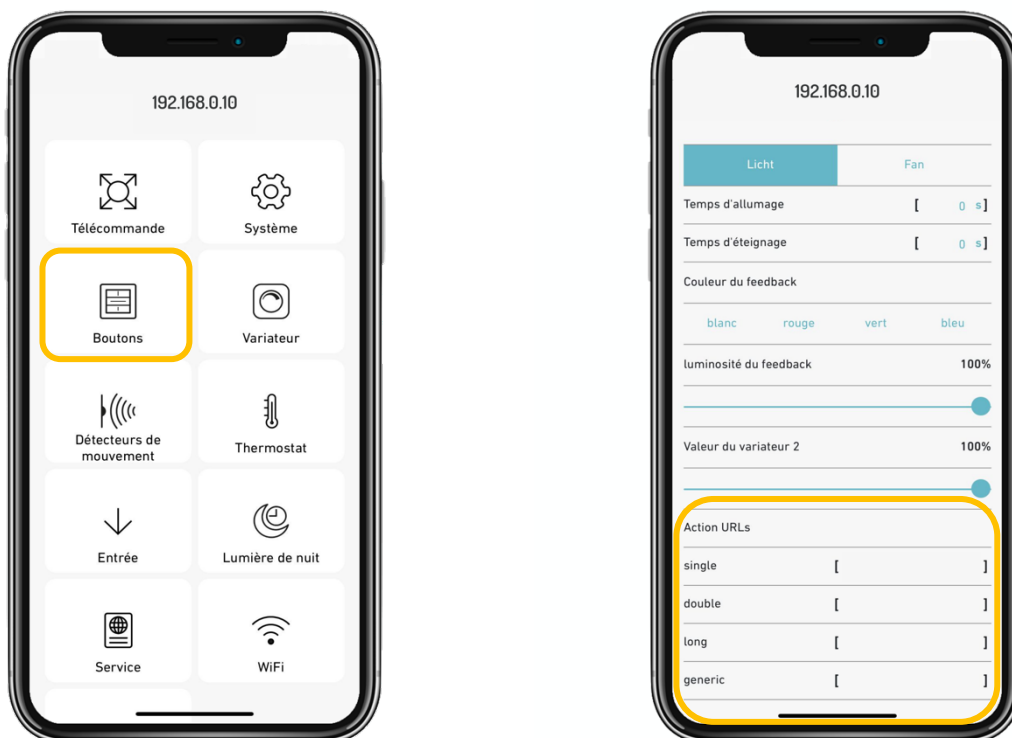 192.168.0.10
Télécommande
Système
Boutons
Variateur
Détecteurs de
mouvement
Thermostat
Entrée
Lumière de nuit
Service
WiFi
192.168.0.10
Licht Fan
Temps d'allumage [ 0 s]
Temps d'éteignage [ 0 s]
Couleur du feedback
blanc rouge vert bleu
luminosité du feedback 100%
Valeur du variateur 2 100%
Action URLs
single [ ]
double [ ]
long [ ]
generic [ ]